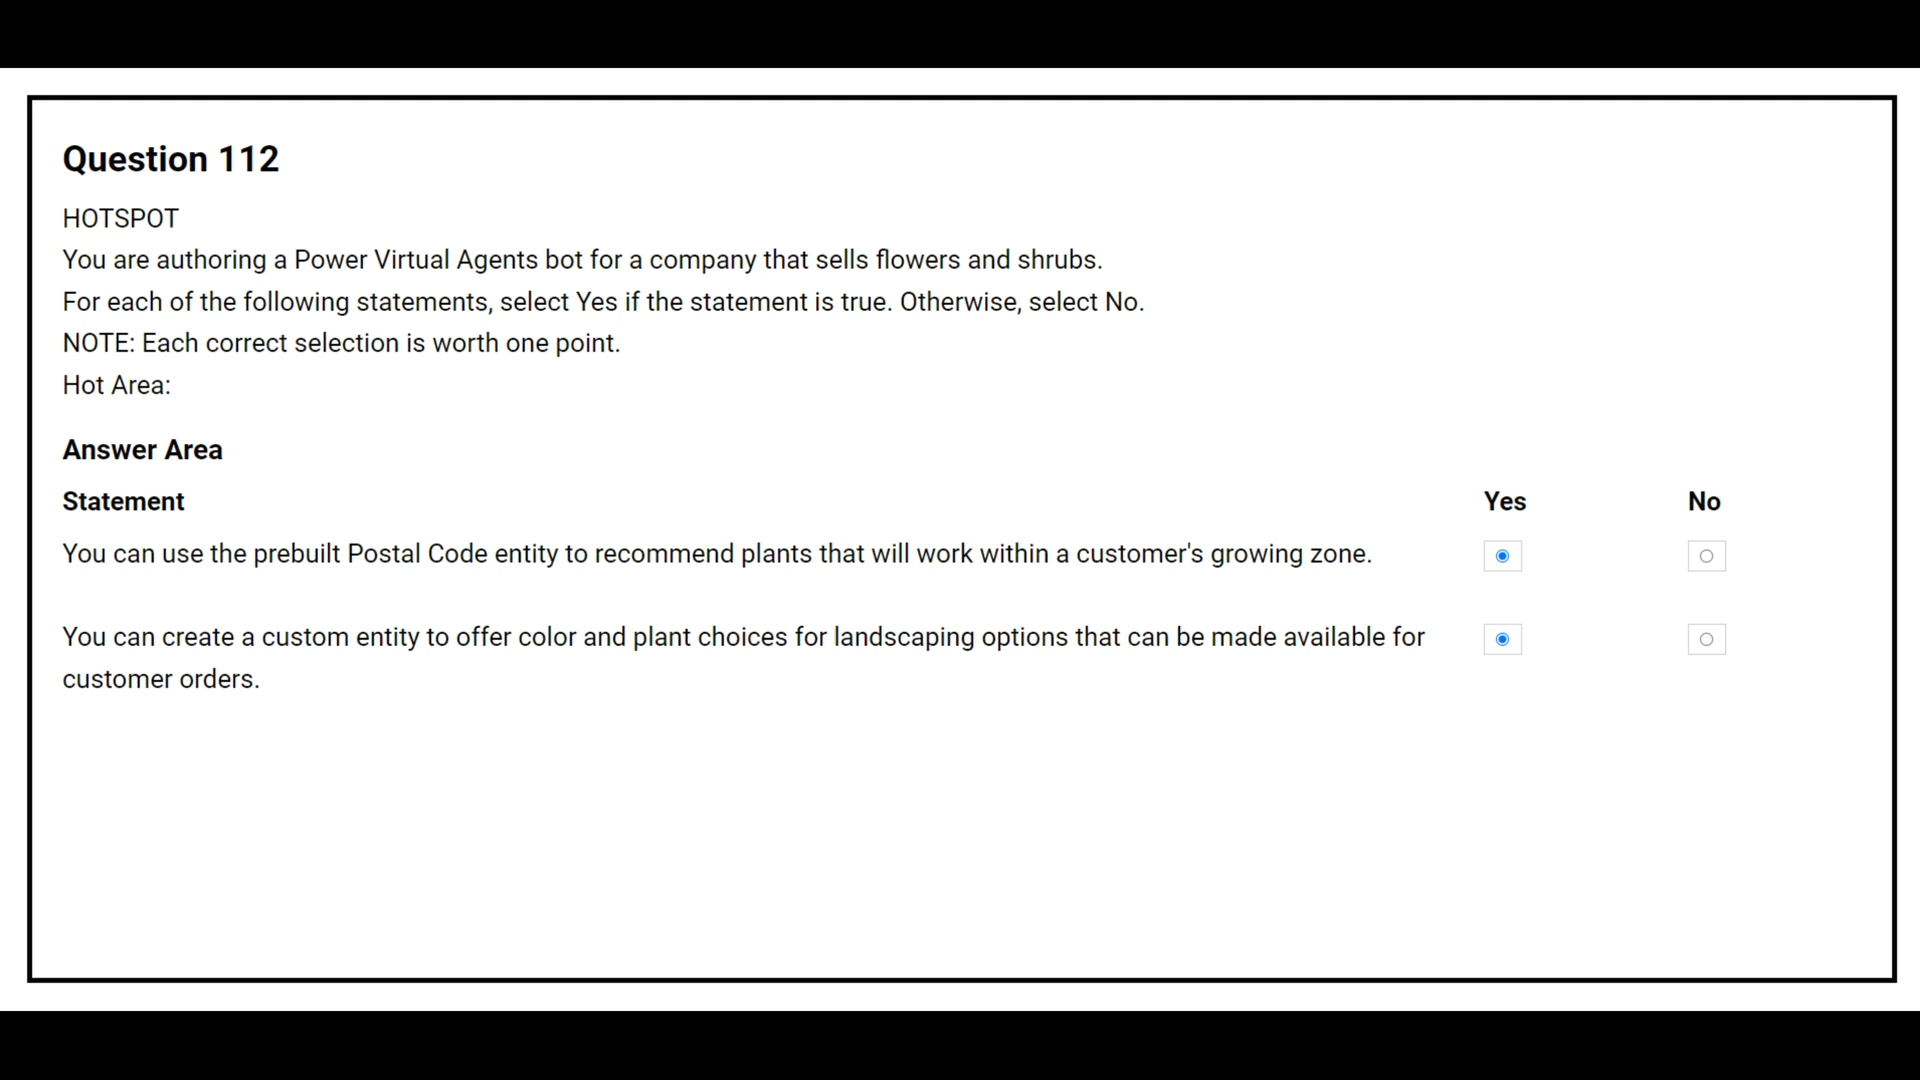 Question 112
HOTSPOT
You are authoring a Power Virtual Agents bot for a company that sells flowers and shrubs.
For each of the following statements, select Yes if the statement is true. Otherwise, select No.
NOTE: Each correct selection is worth one point.
Hot Area:
Answer Area
Statement Yes No
You can use the prebuilt Postal Code entity to recommend plants that will work within a customer's growing zone.
You can create a custom entity to offer color and plant choices for landscaping options that can be made available for
customer orders.